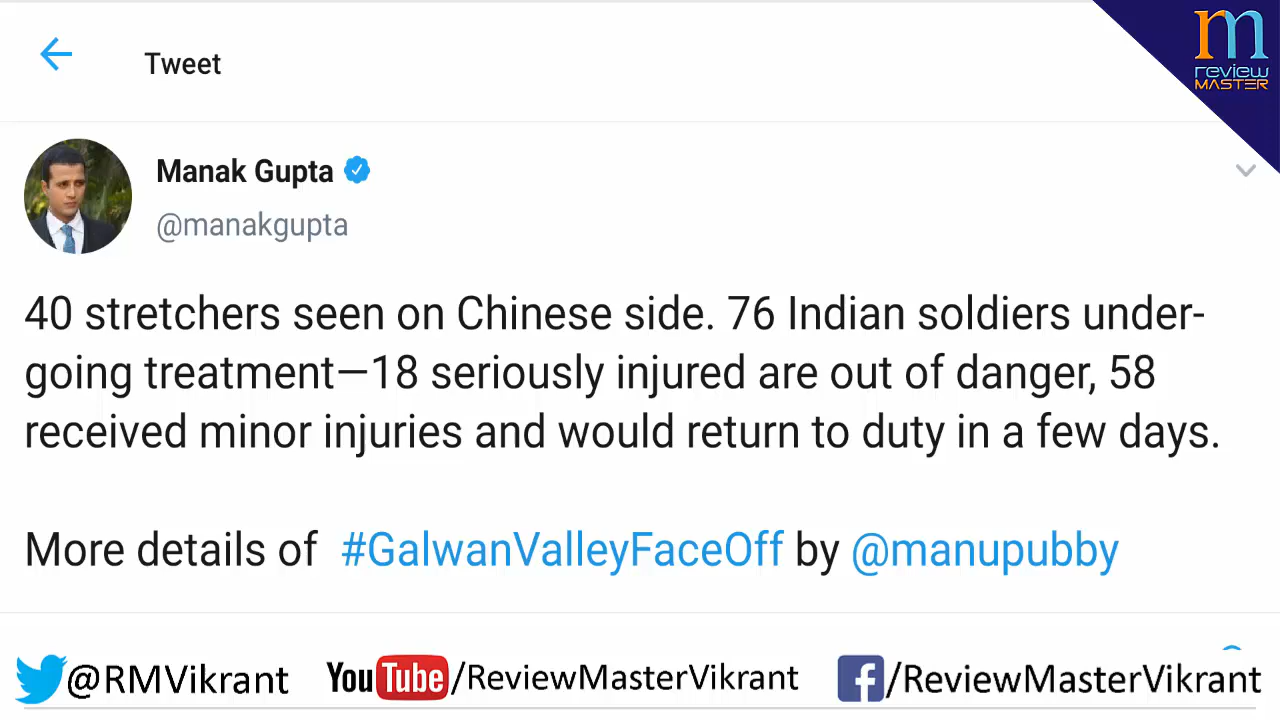 Tweet
rm
review
MASTER
Manak Gupta
@manakgupta
40 stretchers seen on Chinese side. 76 Indian soldiers under-
going treatment—18 seriously injured are out of danger, 58
received minor injuries and would return to duty in a few days.
More details of #GalwanValleyFaceOff by @manupubby
@RMVikrant YouTube/ReviewMasterVikrant f/ReviewMasterVikrant